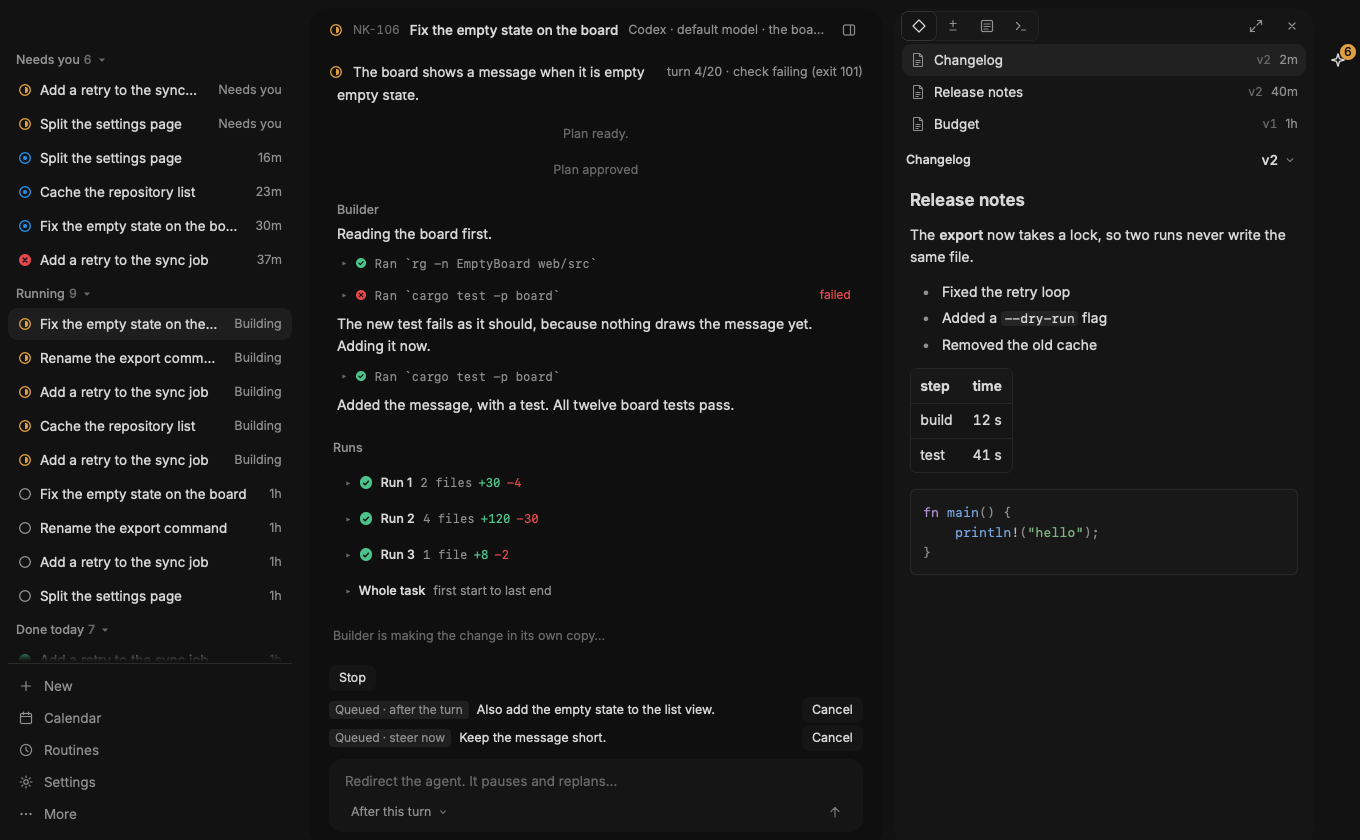 Needs you 6
Add a retry to the sync... Needs you
Split the settings page Needs you
Split the settings page 16m
Cache the repository list 23m
Fix the empty state on the bo... 30m
Add a retry to the sync job 37m
Running 9
Fix the empty state on the... Building
Rename the export comm... Building
Add a retry to the sync job Building
Cache the repository list Building
Add a retry to the sync job Building
Fix the empty state on the board 1h
Rename the export command 1h
Add a retry to the sync job 1h
Split the settings page 1h
Done today 7
Add a retry to the sync job 1h
New
Calendar
Routines
Settings
More
NK-106 Fix the empty state on the board Codex · default model · the boa...
The board shows a message when it is empty turn 4/20 · check failing (exit 101)
empty state.
Plan ready.
Plan approved
Builder
Reading the board first.
Ran `rg -n EmptyBoard web/src`
Ran `cargo test -p board` failed
The new test fails as it should, because nothing draws the message yet.
Adding it now.
Ran `cargo test -p board`
Added the message, with a test. All twelve board tests pass.
Runs
Run 1 2 files +30 −4
Run 2 4 files +120 −30
Run 3 1 file +8 −2
Whole task first start to last end
Builder is making the change in its own copy...
Stop
Queued · after the turn Also add the empty state to the list view. Cancel
Queued · steer now Keep the message short. Cancel
Redirect the agent. It pauses and replans...
After this turn
Changelog v2 2m
Release notes v2 40m
Budget v1 1h
Changelog v2
Release notes
The export now takes a lock, so two runs never write the
same file.
Fixed the retry loop
Added a --dry-run flag
Removed the old cache
step time
build 12 s
test 41 s
fn main() {
println!("hello");
}
6